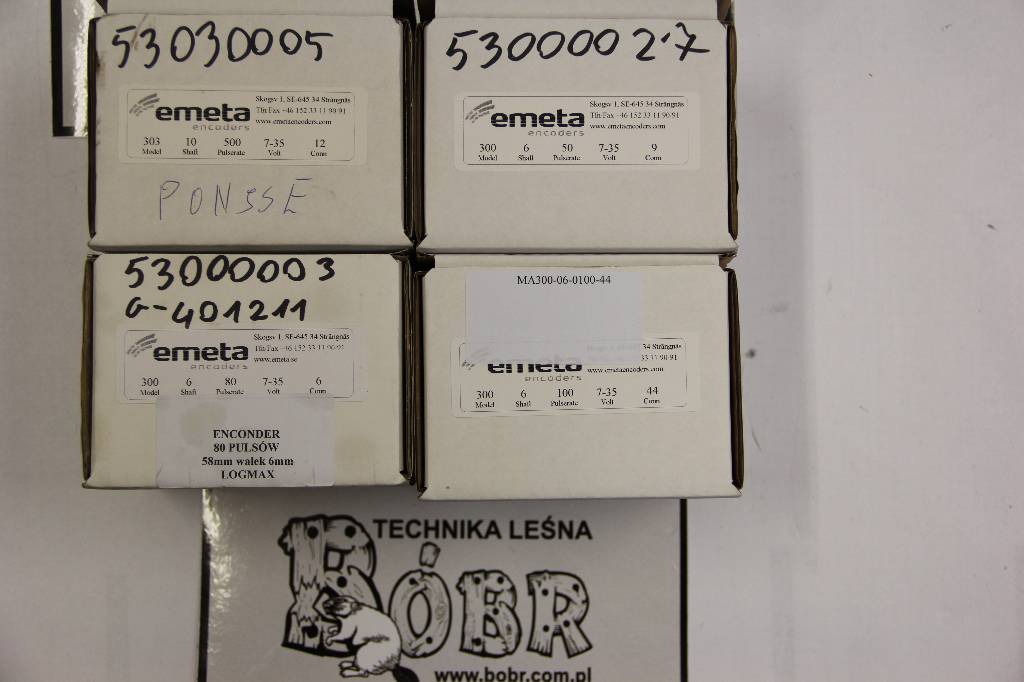 53030005
emeta
encoders
Skogsv 1, SE-645 34 Strängnäs
Tfn/Fax +46 152 33 11 90-91
www.emetaencoders.com
303 10 500 7-35 12
Model Shaft Pulserate Volt Conn
PONSSE
53000027
emeta
encoders
Skogsv 1, SE-645 34 Strängnäs
Tfn/Fax +46 152 33 11 90-91
www.emetaencoders.com
300 6 50 7-35 9
Model Shaft Pulserate Volt Conn
53000003
G-401211
emeta
encoders
Skogsv 1, SE-645 34 Strängnäs
Tfn/Fax +46 152 33 11 90-91
www.emeta.se
300 6 80 7-35 6
Model Shaft Pulserate Volt Conn
ENCONDER
80 PULSÓW
58mm wałek 6mm
LOGMAX
MA300-06-0100-44
34 Strängnäs
33 11 90-91
emeta
encoders
www.emetaencoders.com
300 6 100 7-35 44
Model Shaft Pulserate Volt Conn
TECHNIKA LEŚNA
BÓBR
www.bobr.com.pl